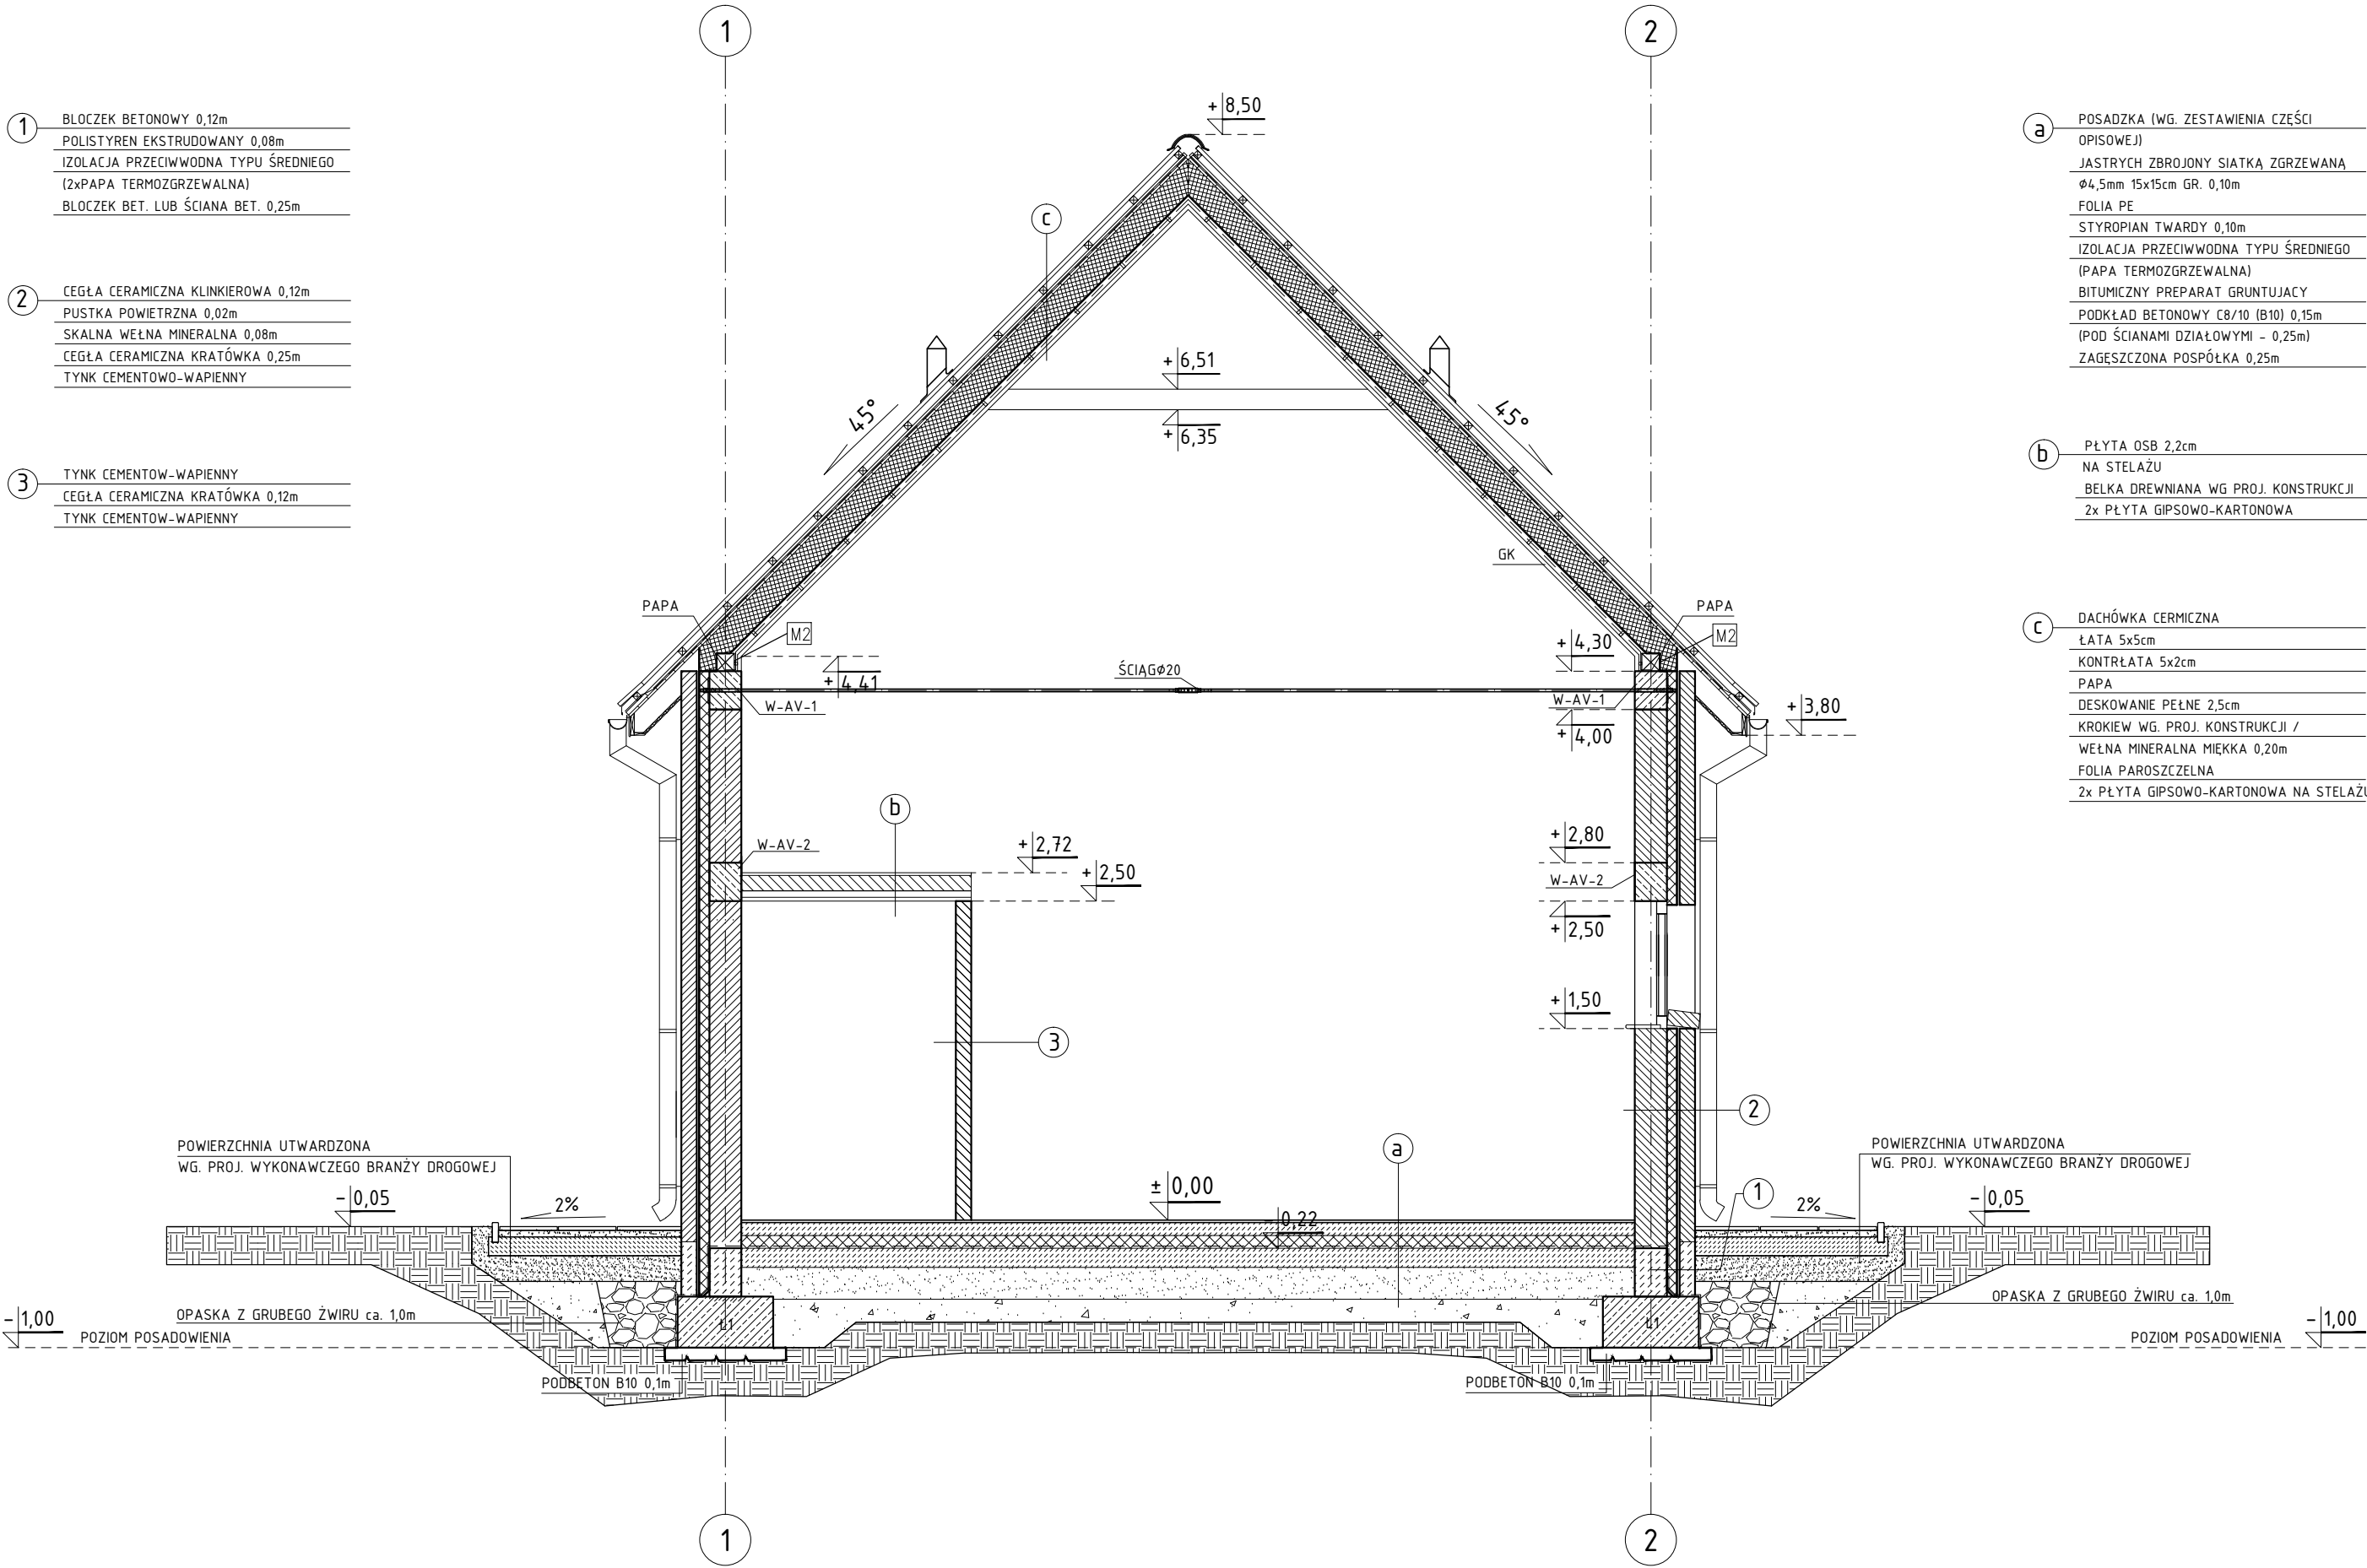 1
2
1
BLOCZEK BETONOWY 0,12m
POLISTYREN EKSTRUDOWANY 0,08m
IZOLACJA PRZECIWWODNA TYPU ŚREDNIEGO
(2xPAPA TERMOZGRZEWALNA)
BLOCZEK BET. LUB ŚCIANA BET. 0,25m
2
CEGŁA CERAMICZNA KLINKIEROWA 0,12m
PUSTKA POWIETRZNA 0,02m
SKALNA WEŁNA MINERALNA 0,08m
CEGŁA CERAMICZNA KRATÓWKA 0,25m
TYNK CEMENTOWO-WAPIENNY
3
TYNK CEMENTOW-WAPIENNY
CEGŁA CERAMICZNA KRATÓWKA 0,12m
TYNK CEMENTOW-WAPIENNY
a
POSADZKA (WG. ZESTAWIENIA CZĘŚCI
OPISOWEJ)
JASTRYCH ZBROJONY SIATKĄ ZGRZEWANĄ
Ø4,5mm 15x15cm GR. 0,10m
FOLIA PE
STYROPIAN TWARDY 0,10m
IZOLACJA PRZECIWWODNA TYPU ŚREDNIEGO
(PAPA TERMOZGRZEWALNA)
BITUMICZNY PREPARAT GRUNTUJACY
PODKŁAD BETONOWY C8/10 (B10) 0,15m
(POD ŚCIANAMI DZIAŁOWYMI - 0,25m)
ZAGĘSZCZONA POSPÓŁKA 0,25m
b
PŁYTA OSB 2,2cm
NA STELAŻU
BELKA DREWNIANA WG PROJ. KONSTRUKCJI
2x PŁYTA GIPSOWO-KARTONOWA
c
DACHÓWKA CERMICZNA
ŁATA 5x5cm
KONTRŁATA 5x2cm
PAPA
DESKOWANIE PEŁNE 2,5cm
KROKIEW WG. PROJ. KONSTRUKCJI /
WEŁNA MINERALNA MIĘKKA 0,20m
FOLIA PAROSZCZELNA
2x PŁYTA GIPSOWO-KARTONOWA NA STELAŻU
+8,50
c
+6,51
45°
45°
+6,35
GK
PAPA
PAPA
M2
M2
+4,30
+4,41
ŚCIĄGØ20
W-AV-1
W-AV-1
+3,80
+4,00
b
+2,80
W-AV-2
+2,72
+2,50
W-AV-2
+2,50
+1,50
3
2
a
POWIERZCHNIA UTWARDZONA
WG. PROJ. WYKONAWCZEGO BRANŻY DROGOWEJ
POWIERZCHNIA UTWARDZONA
WG. PROJ. WYKONAWCZEGO BRANŻY DROGOWEJ
-0,05
2%
±0,00
1
2%
-0,05
-0,22
-1,00
OPASKA Z GRUBEGO ŻWIRU ca. 1,0m
POZIOM POSADOWIENIA
Ł1
Ł1
OPASKA Z GRUBEGO ŻWIRU ca. 1,0m
-1,00
POZIOM POSADOWIENIA
PODBETON B10 0,1m
PODBETON B10 0,1m
1
2